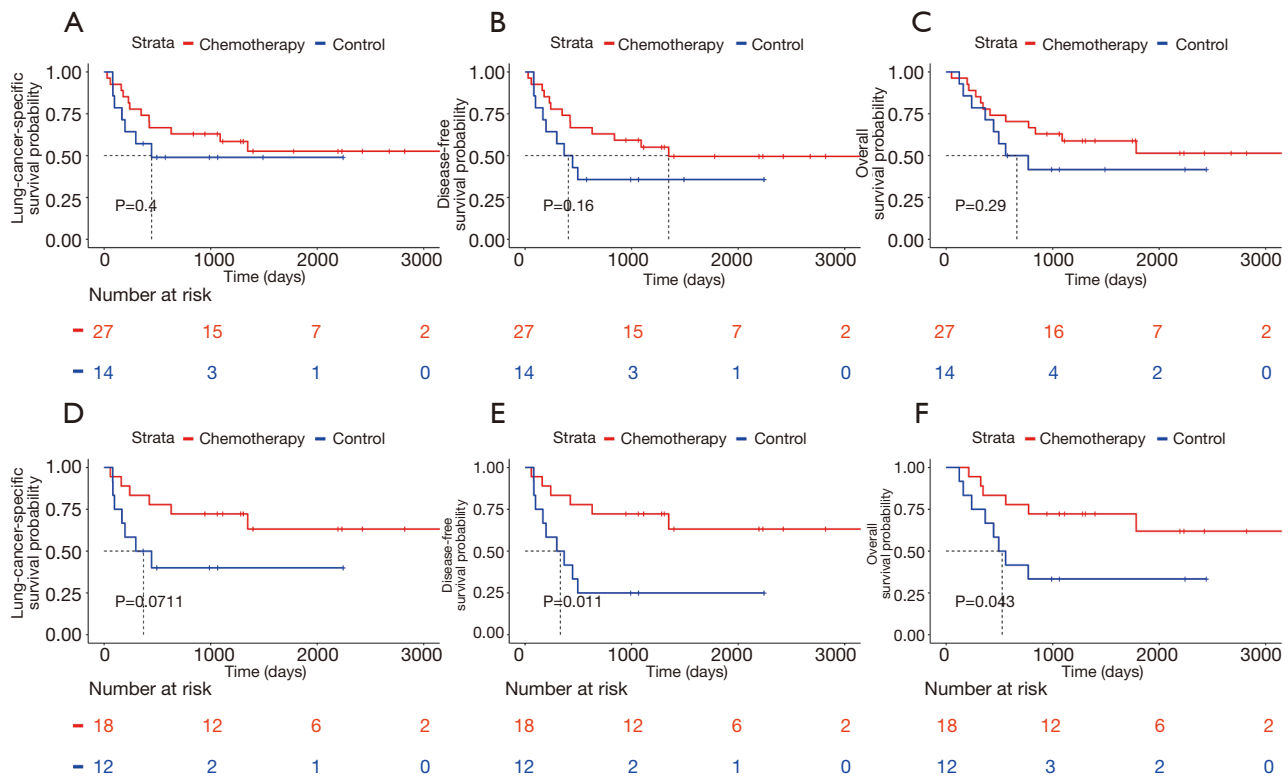 A
Strata Chemotherapy Control
Lung-cancer-specific
survival probability
1.00
0.75
0.50
0.25
0.00
P=0.4
0 1000 2000 3000
Time (days)
Number at risk
27 15 7 2
14 3 1 0
B
Strata Chemotherapy Control
Disease-free
survival probability
1.00
0.75
0.50
0.25
0.00
P=0.16
0 1000 2000 3000
Time (days)
27 15 7 2
14 3 1 0
C
Strata Chemotherapy Control
Overall
survival probability
1.00
0.75
0.50
0.25
0.00
P=0.29
0 1000 2000 3000
Time (days)
27 16 7 2
14 4 2 0
D
Strata Chemotherapy Control
Lung-cancer-specific
survival probability
1.00
0.75
0.50
0.25
0.00
P=0.0711
0 1000 2000 3000
Time (days)
Number at risk
18 12 6 2
12 2 1 0
E
Strata Chemotherapy Control
Disease-free
survival probability
1.00
0.75
0.50
0.25
0.00
P=0.011
0 1000 2000 3000
Time (days)
Number at risk
18 12 6 2
12 2 1 0
F
Strata Chemotherapy Control
Overall
survival probability
1.00
0.75
0.50
0.25
0.00
P=0.043
0 1000 2000 3000
Time (days)
Number at risk
18 12 6 2
12 3 2 0